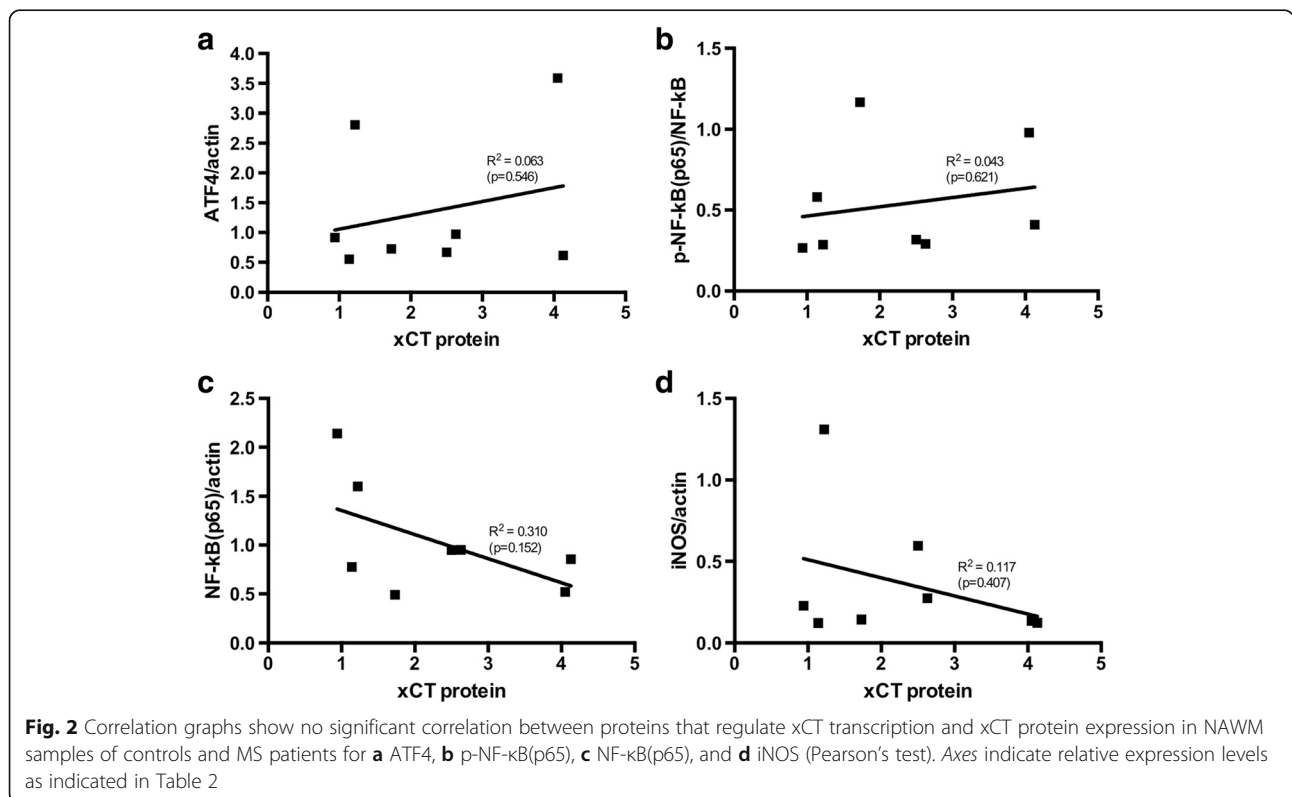 a
ATF4/actin
4.0
3.5
3.0
2.5
2.0
1.5
1.0
0.5
0.0
R² = 0.063
(p=0.546)
0 1 2 3 4 5
xCT protein
b
p-NF-kB(p65)/NF-kB
1.5
1.0
0.5
0.0
R² = 0.043
(p=0.621)
0 1 2 3 4 5
xCT protein
c
NF-kB(p65)/actin
2.5
2.0
1.5
1.0
0.5
0.0
R² = 0.310
(p=0.152)
0 1 2 3 4 5
xCT protein
d
iNOS/actin
1.5
1.0
0.5
0.0
R² = 0.117
(p=0.407)
0 1 2 3 4 5
xCT protein
Fig. 2 Correlation graphs show no significant correlation between proteins that regulate xCT transcription and xCT protein expression in NAWM
samples of controls and MS patients for a ATF4, b p-NF-κB(p65), c NF-κB(p65), and d iNOS (Pearson's test). Axes indicate relative expression levels
as indicated in Table 2